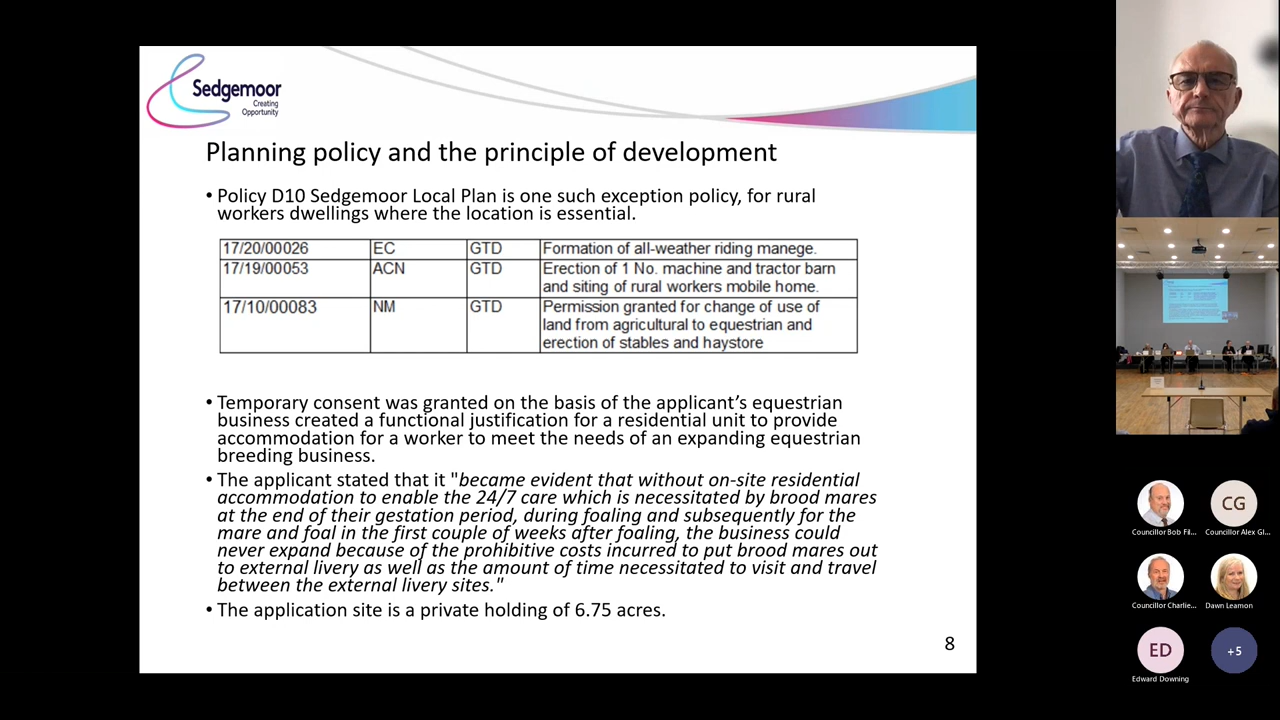 Sedgemoor
Creating
Opportunity
Planning policy and the principle of development
• Policy D10 Sedgemoor Local Plan is one such exception policy, for rural
workers dwellings where the location is essential.
17/20/00026 EC GTD Formation of all-weather riding manege.
17/19/00053 ACN GTD Erection of 1 No. machine and tractor barn
and siting of rural workers mobile home.
17/10/00083 NM GTD Permission granted for change of use of
land from agricultural to equestrian and
erection of stables and haystore
• Temporary consent was granted on the basis of the applicant’s equestrian
business created a functional justification for a residential unit to provide
accommodation for a worker to meet the needs of an expanding equestrian
breeding business.
• The applicant stated that it "became evident that without on-site residential
accommodation to enable the 24/7 care which is necessitated by brood mares
at the end of their gestation period, during foaling and subsequently for the
mare and foal in the first couple of weeks after foaling, the business could
never expand because of the prohibitive costs incurred to put brood mares out
to external livery as well as the amount of time necessitated to visit and travel
between the external livery sites."
• The application site is a private holding of 6.75 acres.
8
CG
Councillor Bob Fil... Councillor Alex Gl...
Councillor Charlie... Dawn Leamon
ED +5
Edward Downing